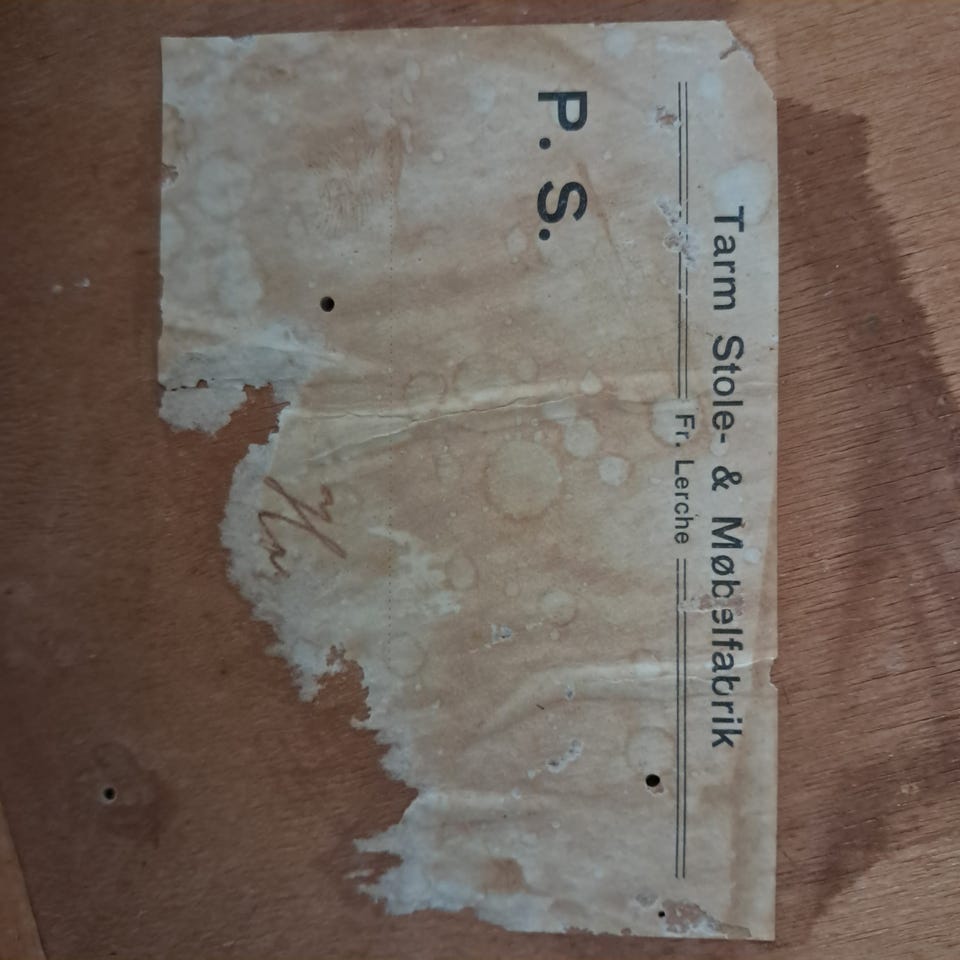 Tarm Stole- & Møbelfabrik
Fr. Lerche
P. S.